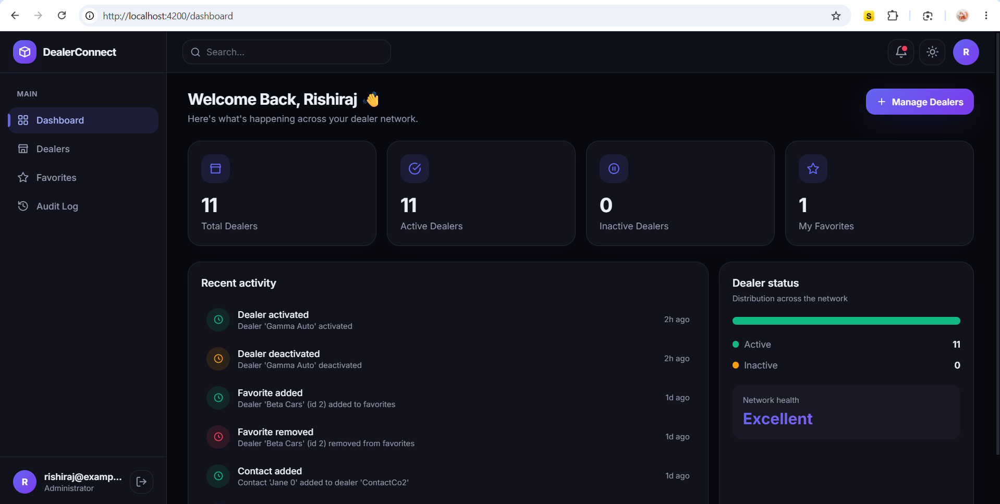 http://localhost:4200/dashboard
S
DealerConnect
Search...
R
MAIN
Dashboard
Dealers
Favorites
Audit Log
Welcome Back, Rishiraj 👋
Here's what's happening across your dealer network.
+ Manage Dealers
11
Total Dealers
11
Active Dealers
0
Inactive Dealers
1
My Favorites
Recent activity
Dealer activated
Dealer 'Gamma Auto' activated
2h ago
Dealer deactivated
Dealer 'Gamma Auto' deactivated
2h ago
Favorite added
Dealer 'Beta Cars' (id 2) added to favorites
1d ago
Favorite removed
Dealer 'Beta Cars' (id 2) removed from favorites
1d ago
Contact added
Contact 'Jane 0' added to dealer 'ContactCo2'
1d ago
Dealer status
Distribution across the network
Active 11
Inactive 0
Network health
Excellent
R
rishiraj@examp...
Administrator